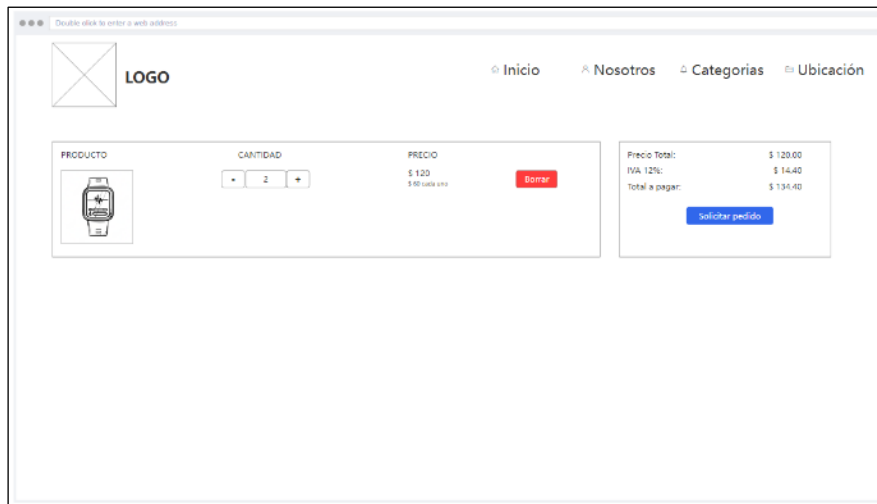 Double click to enter a web address
LOGO
Inicio
Nosotros
Categorias
Ubicación
PRODUCTO
CANTIDAD
PRECIO
- 2 +
$ 120
$ 60 cada uno
Borrar
Precio Total: $ 120.00
IVA 12%: $ 14.40
Total a pagar: $ 134.40
Solicitar pedido